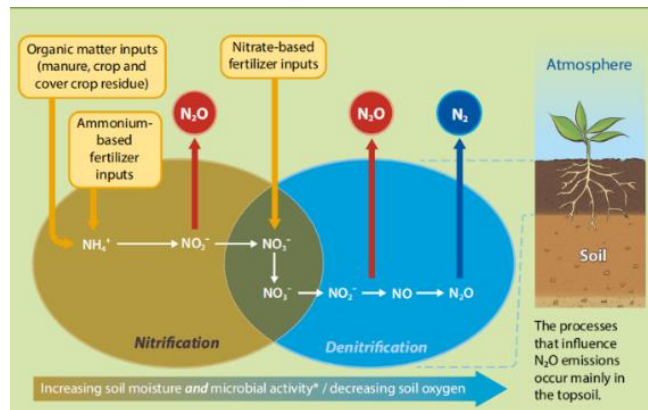 Organic matter inputs
(manure, crop and
cover crop residue)
Nitrate-based
fertilizer inputs
Ammonium-
based
fertilizer
inputs
N₂O
N₂O
N₂
Atmosphere
NH₄⁺
NO₃⁻
NO₃⁻
NO₃⁻
NO₂⁻
NO
N₂O
Soil
Nitrification
Denitrification
The processes
that influence
N₂O emissions
occur mainly in
the topsoil.
Increasing soil moisture and microbial activity* / decreasing soil oxygen